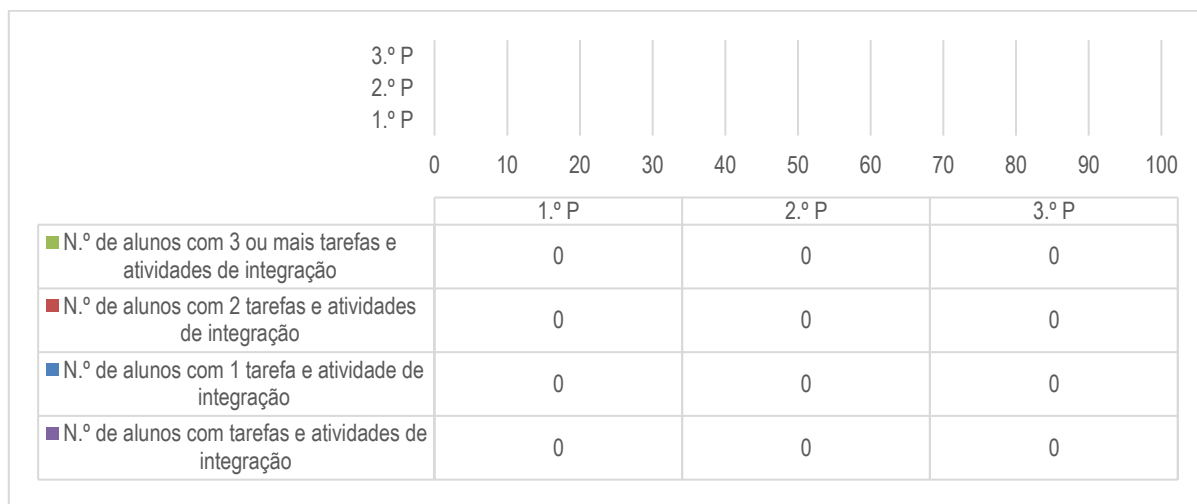 3.º P
2.º P
1.º P
0 10 20 30 40 50 60 70 80 90 100
1.º P 2.º P 3.º P
N.º de alunos com 3 ou mais tarefas e
atividades de integração
0 0 0
N.º de alunos com 2 tarefas e atividades
de integração
0 0 0
N.º de alunos com 1 tarefa e atividade de
integração
0 0 0
N.º de alunos com tarefas e atividades de
integração
0 0 0